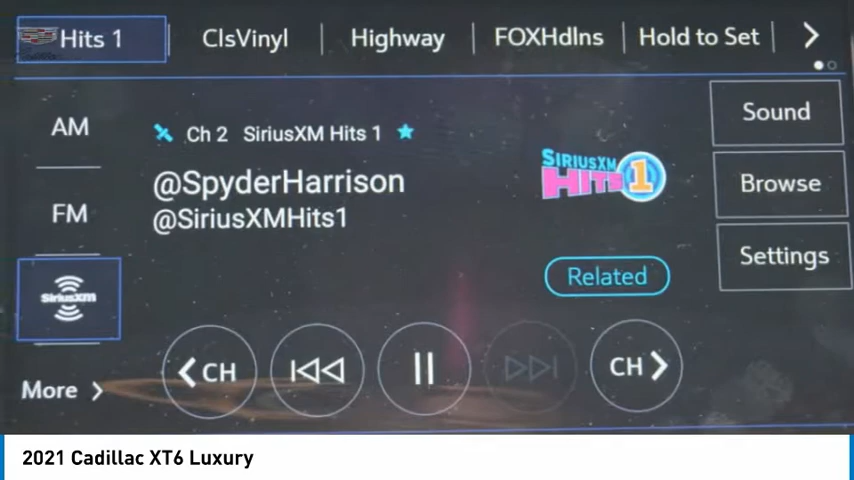 Hits 1
ClsVinyl
Highway
FOXHdlns
Hold to Set
AM
FM
SiriusXM
More
Ch 2 SiriusXM Hits 1
@SpyderHarrison
@SiriusXMHits1
SIRIUSXM
HITS 1
Related
Sound
Browse
Settings
CH
CH
2021 Cadillac XT6 Luxury